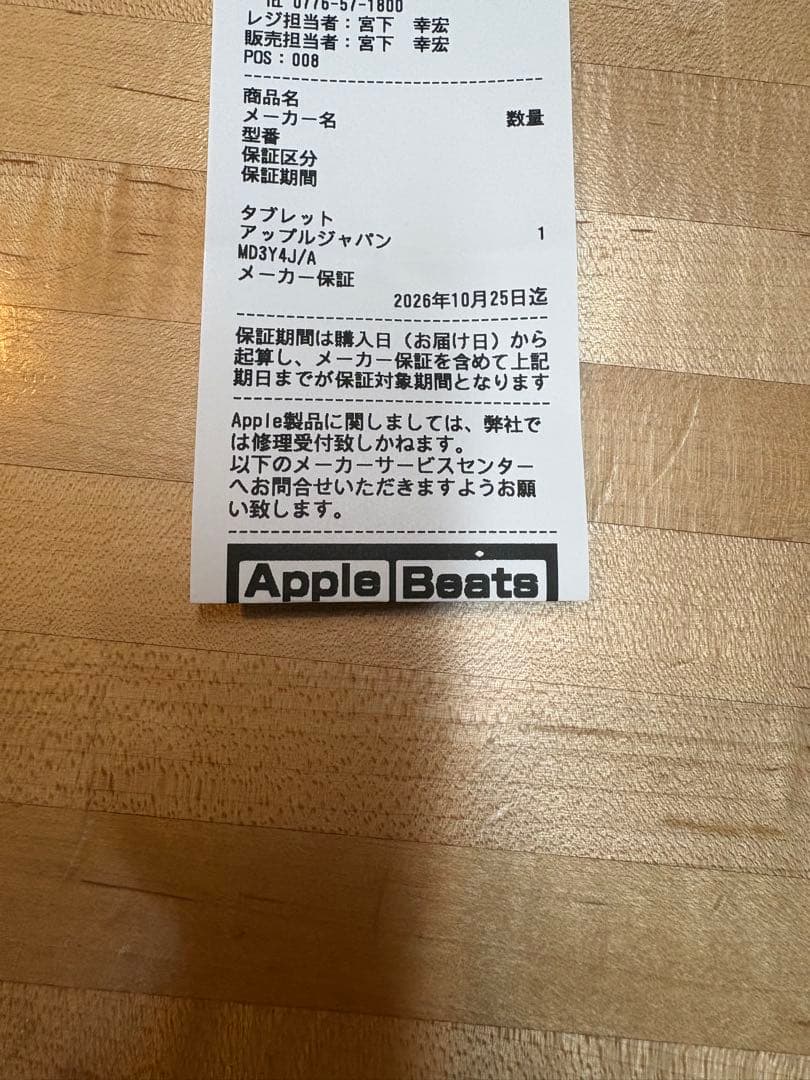 0776-57-1800
レジ担当者：宮下　幸宏
販売担当者：宮下　幸宏
POS：008
商品名
メーカー名 数量
型番
保証区分
保証期間
タブレット
アップルジャパン 1
MD3Y4J/A
メーカー保証
2026年10月25日迄
保証期間は購入日（お届け日）から
起算し、メーカー保証を含めて上記
期日までが保証対象期間となります
Apple製品に関しましては、弊社で
は修理受付致しかねます。
以下のメーカーサービスセンター
へお問合せいただきますようお願
い致します。
Apple Beats